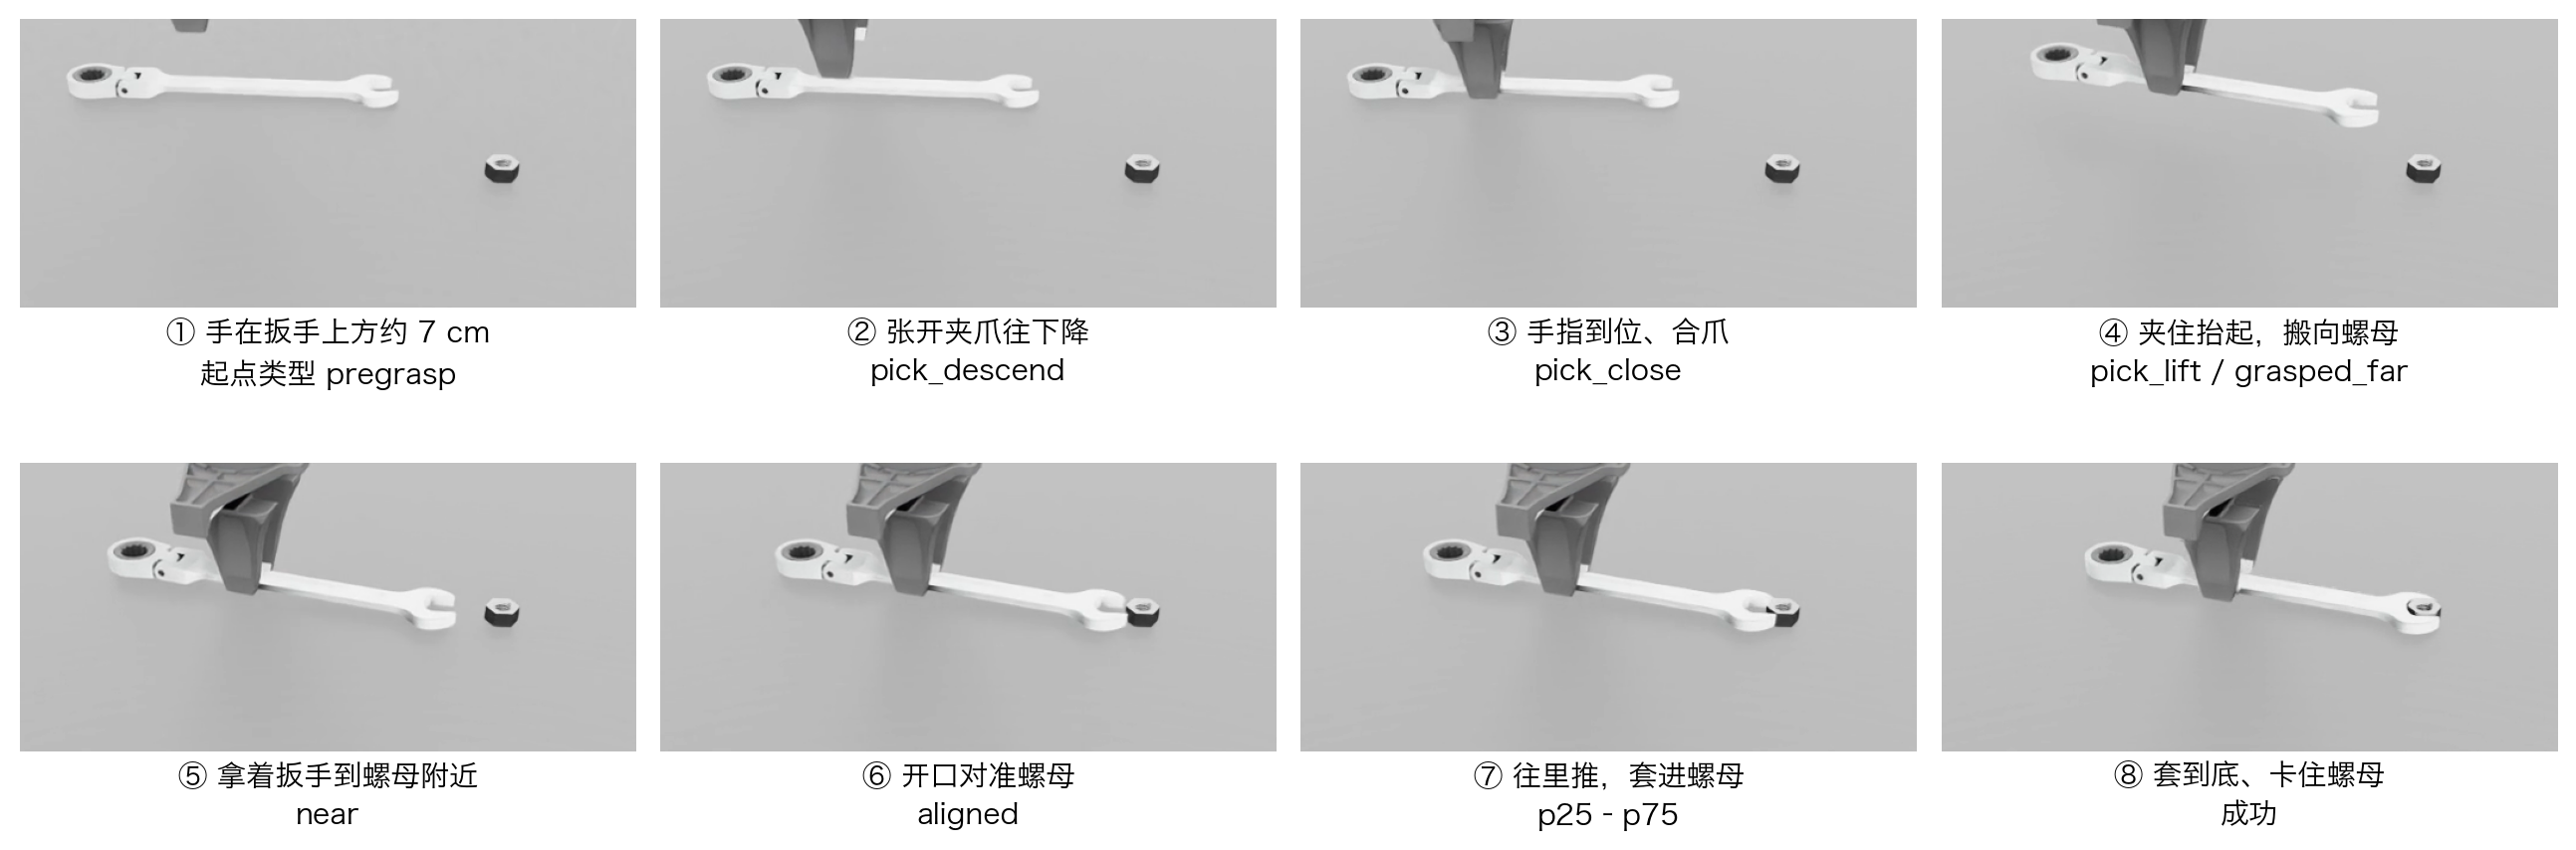 ① 手在扳手上方约 7 cm
起点类型 pregrasp
② 张开夹爪往下降
pick_descend
③ 手指到位、合爪
pick_close
④ 夹住抬起，搬向螺母
pick_lift / grasped_far
⑤ 拿着扳手到螺母附近
near
⑥ 开口对准螺母
aligned
⑦ 往里推，套进螺母
p25 - p75
⑧ 套到底、卡住螺母
成功